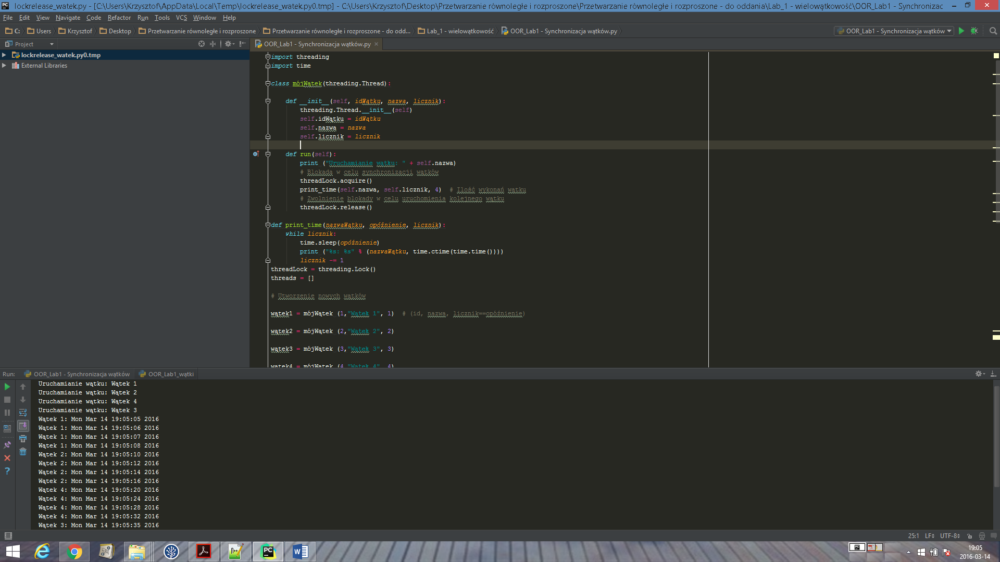 lockrelease_watek.py - [C:\Users\Krzysztof\AppData\Local\Temp\lockrelease_watek.py0.tmp] - C:\Users\Krzysztof\Desktop\Przetwarzanie równoległe i rozproszone\Przetwarzanie równoległe i rozproszone - do oddania\Lab_1 - wielowątkowość\OOR_Lab1 - Synchronizac
File Edit View Navigate Code Refactor Run Tools VCS Window Help
C: Users Krzysztof Desktop Przetwarzanie równoległe i rozproszone Przetwarzanie równoległe i rozproszone - do odd... Lab_1 - wielowątkowość OOR_Lab1 - Synchronizacja wątków.py OOR_Lab1 - Synchronizacja wątków
Project
OOR_Lab1 - Synchronizacja wątków.py
lockrelease_watek.py0.tmp
External Libraries
import threading
import time
class mójWątek(threading.Thread):
def __init__(self, idWątku, nazwa, licznik):
threading.Thread.__init__(self)
self.idWątku = idWątku
self.nazwa = nazwa
self.licznik = licznik
def run(self):
print ("Uruchamianie wątku: " + self.nazwa)
# Blokada w celu synchronizacji wątków
threadLock.acquire()
print_time(self.nazwa, self.licznik, 4)  # Ilość wykonań wątku
# Zwolnienie blokady w celu uruchomienia kolejnego wątku
threadLock.release()
def print_time(nazwaWątku, opóźnienie, licznik):
while licznik:
time.sleep(opóźnienie)
print ("%s: %s" % (nazwaWątku, time.ctime(time.time())))
licznik -= 1
threadLock = threading.Lock()
threads = []
# Utworzenie nowych wątków
wątek1 = mójWątek (1,"Wątek 1", 1)  # (id, nazwa, licznik==opóźnienie)
wątek2 = mójWątek (2,"Wątek 2", 2)
wątek3 = mójWątek (3,"Wątek 3", 3)
wątek4 = mójWątek (4,"Wątek 4", 4)
Run: OOR_Lab1 - Synchronizacja wątków OOR_Lab1_wątki
Uruchamianie wątku: Wątek 1
Uruchamianie wątku: Wątek 2
Uruchamianie wątku: Wątek 4
Uruchamianie wątku: Wątek 3
Wątek 1: Mon Mar 14 19:05:05 2016
Wątek 1: Mon Mar 14 19:05:06 2016
Wątek 1: Mon Mar 14 19:05:07 2016
Wątek 1: Mon Mar 14 19:05:08 2016
Wątek 2: Mon Mar 14 19:05:10 2016
Wątek 2: Mon Mar 14 19:05:12 2016
Wątek 2: Mon Mar 14 19:05:14 2016
Wątek 2: Mon Mar 14 19:05:16 2016
Wątek 4: Mon Mar 14 19:05:20 2016
Wątek 4: Mon Mar 14 19:05:24 2016
Wątek 4: Mon Mar 14 19:05:28 2016
Wątek 4: Mon Mar 14 19:05:32 2016
Wątek 3: Mon Mar 14 19:05:35 2016
25:1 LF UTF-8
19:05
2016-03-14